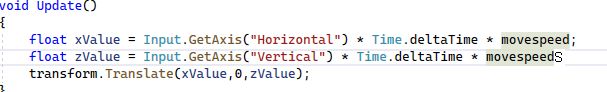 void Update()
{
float xValue = Input.GetAxis("Horizontal") * Time.deltaTime * movespeed;
float zValue = Input.GetAxis("Vertical") * Time.deltaTime * movespeed;
transform.Translate(xValue,0,zValue);
}